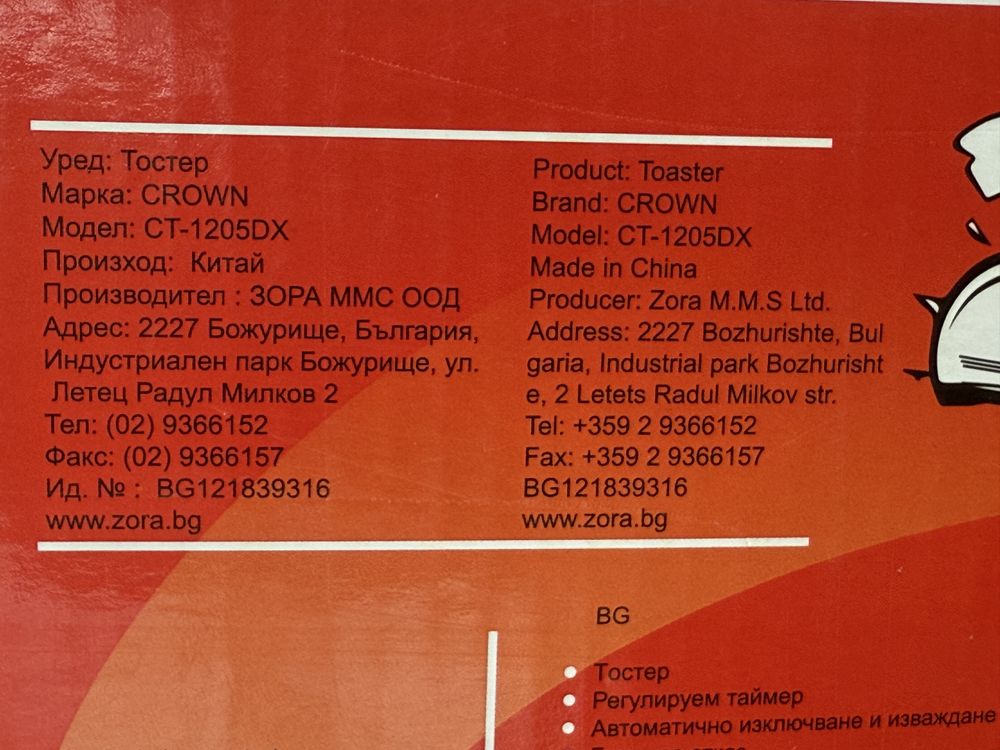 Уред: Тостер
Марка: CROWN
Модел: CT-1205DX
Произход:  Китай
Производител : ЗОРА ММС ООД
Адрес: 2227 Божурище, България,
Индустриален парк Божурище, ул.
Летец Радул Милков 2
Тел: (02) 9366152
Факс: (02) 9366157
Ид. № :  BG121839316
www.zora.bg
Product: Toaster
Brand: CROWN
Model: CT-1205DX
Made in China
Producer: Zora M.M.S Ltd.
Address: 2227 Bozhurishte, Bul
garia, Industrial park Bozhurisht
e, 2 Letets Radul Milkov str.
Tel: +359 2 9366152
Fax: +359 2 9366157
BG121839316
www.zora.bg
BG
• Тостер
• Регулируем таймер
• Автоматично изключване и изваждане